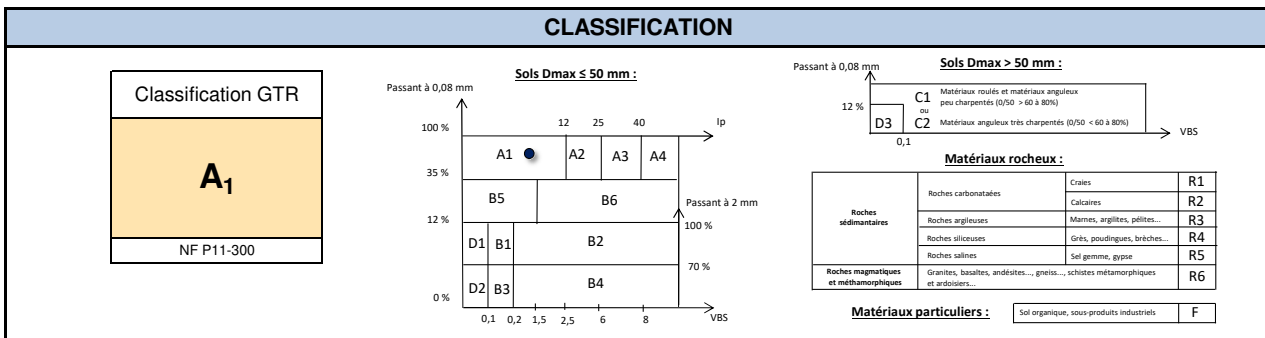 CLASSIFICATION
Classification GTR
A1
NF P11-300
Sols Dmax ≤ 50 mm :
Passant à 0,08 mm
12 25 40 Ip
100 %
A1 A2 A3 A4
35 %
B5 B6
Passant à 2 mm
12 %
100 %
D1 B1 B2
70 %
D2 B3 B4
0 %
0,1 0,2 1,5 2,5 6 8 VBS
Sols Dmax > 50 mm :
Passant à 0,08 mm
C1 Matériaux roulés et matériaux anguleux
peu charpentés (0/50 > 60 à 80%)
12 %
ou
D3 C2 Matériaux anguleux très charpentés (0/50 < 60 à 80%)
VBS
0,1
Matériaux rocheux :
Roches
sédimentaires
Roches carbonataées Craies R1
Calcaires R2
Roches argileuses Marnes, argilites, pélites... R3
Roches siliceuses Grès, poudingues, brèches... R4
Roches salines Sel gemme, gypse R5
Roches magmatiques
et méthamorphiques
Granites, basaltes, andésites..., gneiss..., schistes métamorphiques
et ardoisiers...
R6
Matériaux particuliers :
Sol organique, sous-produits industriels F